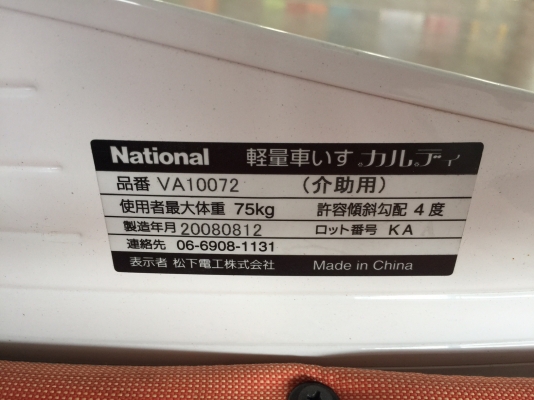 National 軽量車いす カルディ
品番 VA10072 (介助用)
使用者最大体重 75kg 許容傾斜勾配 4度
製造年月 20080812 ロット番号 KA
連絡先 06-6908-1131
表示者 松下電工株式会社 Made in China